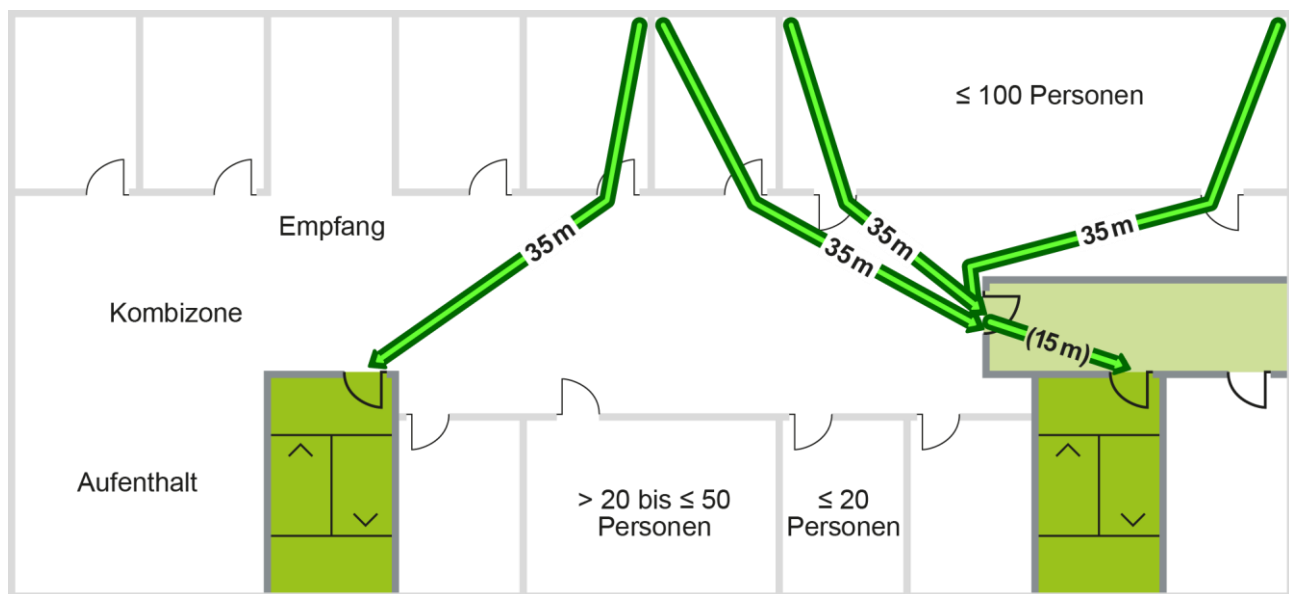 ≤ 100 Personen
Empfang
35 m
35 m
35 m
35 m
Kombizone
(15 m)
Aufenthalt
> 20 bis ≤ 50
Personen
≤ 20
Personen